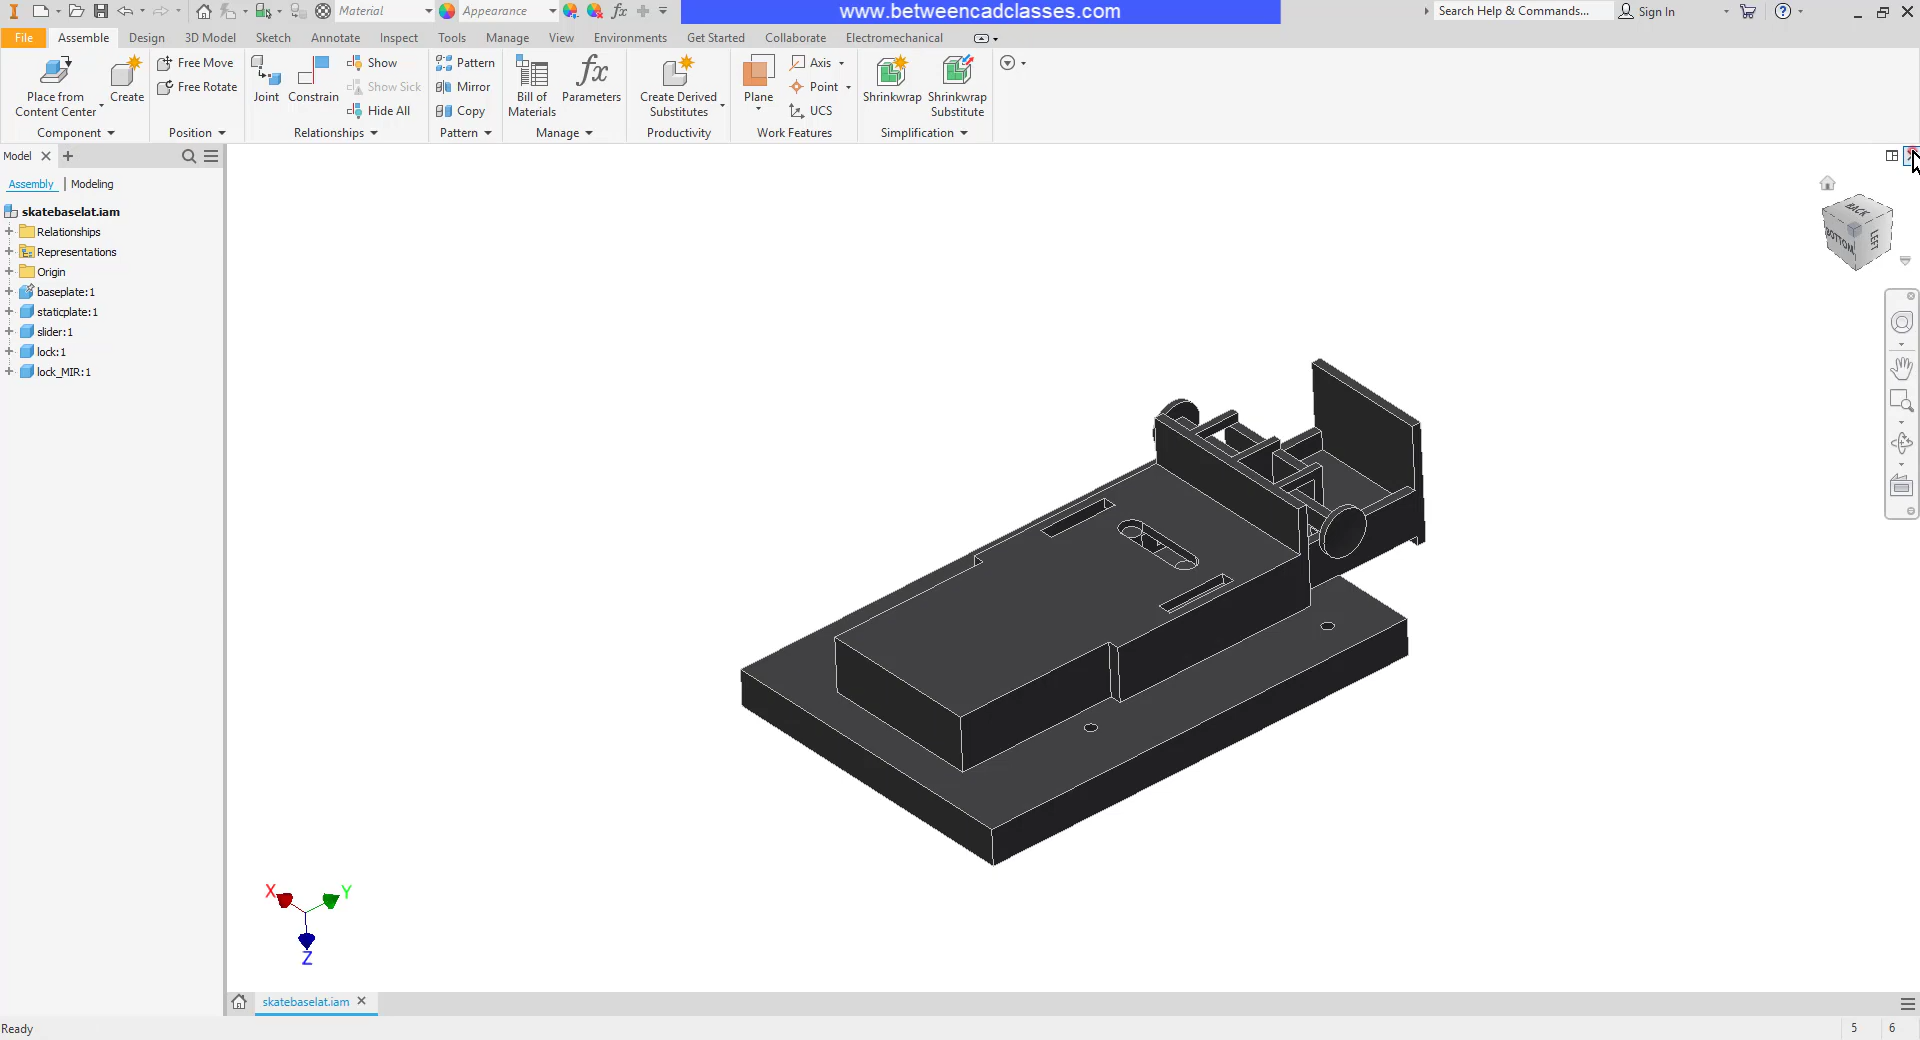 Material
Appearance
www.betweencadclasses.com
Search Help & Commands...
Sign In
File
Assemble
Design
3D Model
Sketch
Annotate
Inspect
Tools
Manage
View
Environments
Get Started
Collaborate
Electromechanical
Place from
Content Center
Create
Free Move
Free Rotate
Joint
Constrain
Show
Show Sick
Hide All
Pattern
Mirror
Copy
Bill of
Materials
Parameters
Create Derived
Substitutes
Plane
Axis
Point
UCS
Shrinkwrap
Shrinkwrap
Substitute
Component
Position
Relationships
Pattern
Manage
Productivity
Work Features
Simplification
Model
Assembly
Modeling
skatebaselat.iam
Relationships
Representations
Origin
baseplate:1
staticplate:1
slider:1
lock:1
lock_MIR:1
BACK
BOTTOM
LEFT
X
Y
Z
skatebaselat.iam
Ready
5
6